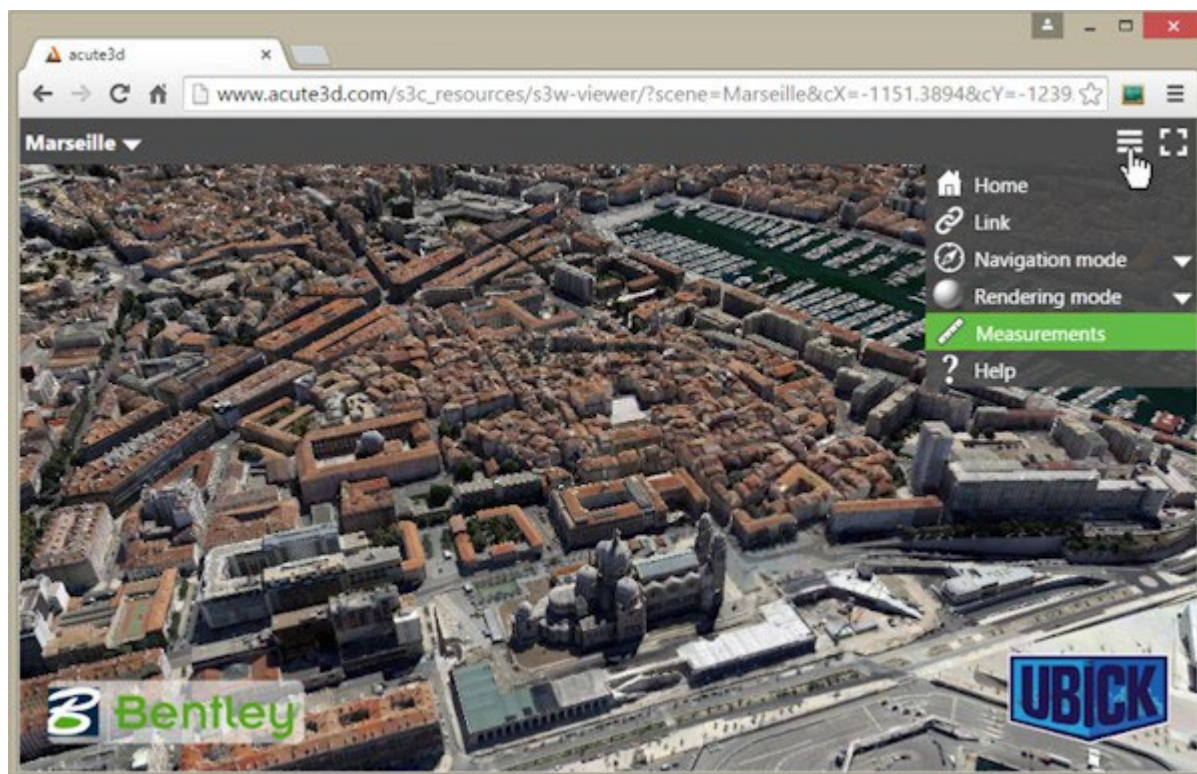 acute3d
www.acute3d.com/s3c_resources/s3w-viewer/?scene=Marseille&cX=-1151.3894&cY=-1239.
Marseille
Home
Link
Navigation mode
Rendering mode
Measurements
? Help
Bentley
UBICK